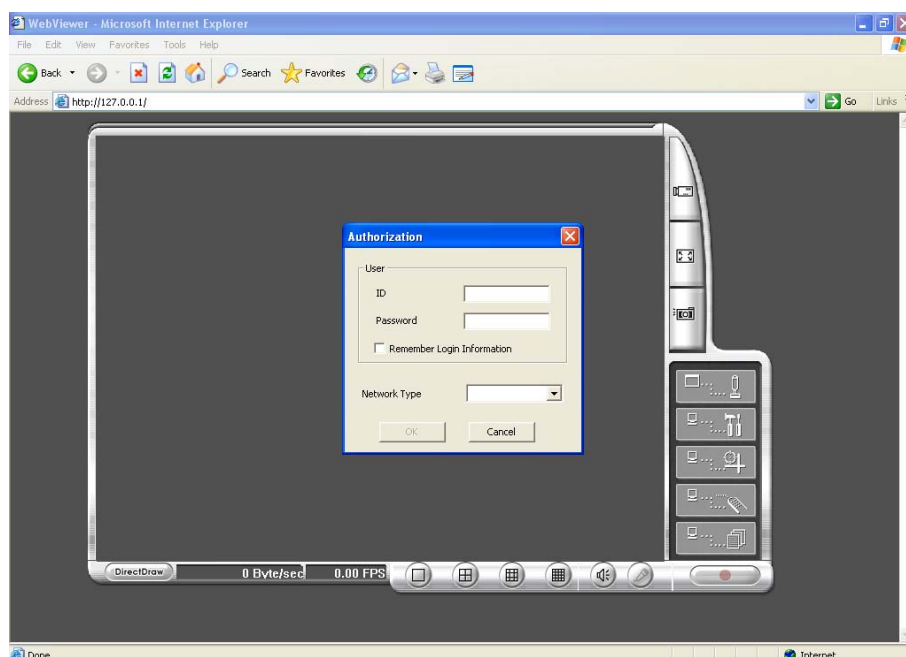 WebViewer - Microsoft Internet Explorer
File Edit View Favorites Tools Help
Back Search Favorites
Address http://127.0.0.1/ Go Links
Authorization
User
ID
Password
Remember Login Information
Network Type
OK Cancel
DirectDraw 0 Byte/sec 0.00 FPS
Done Internet